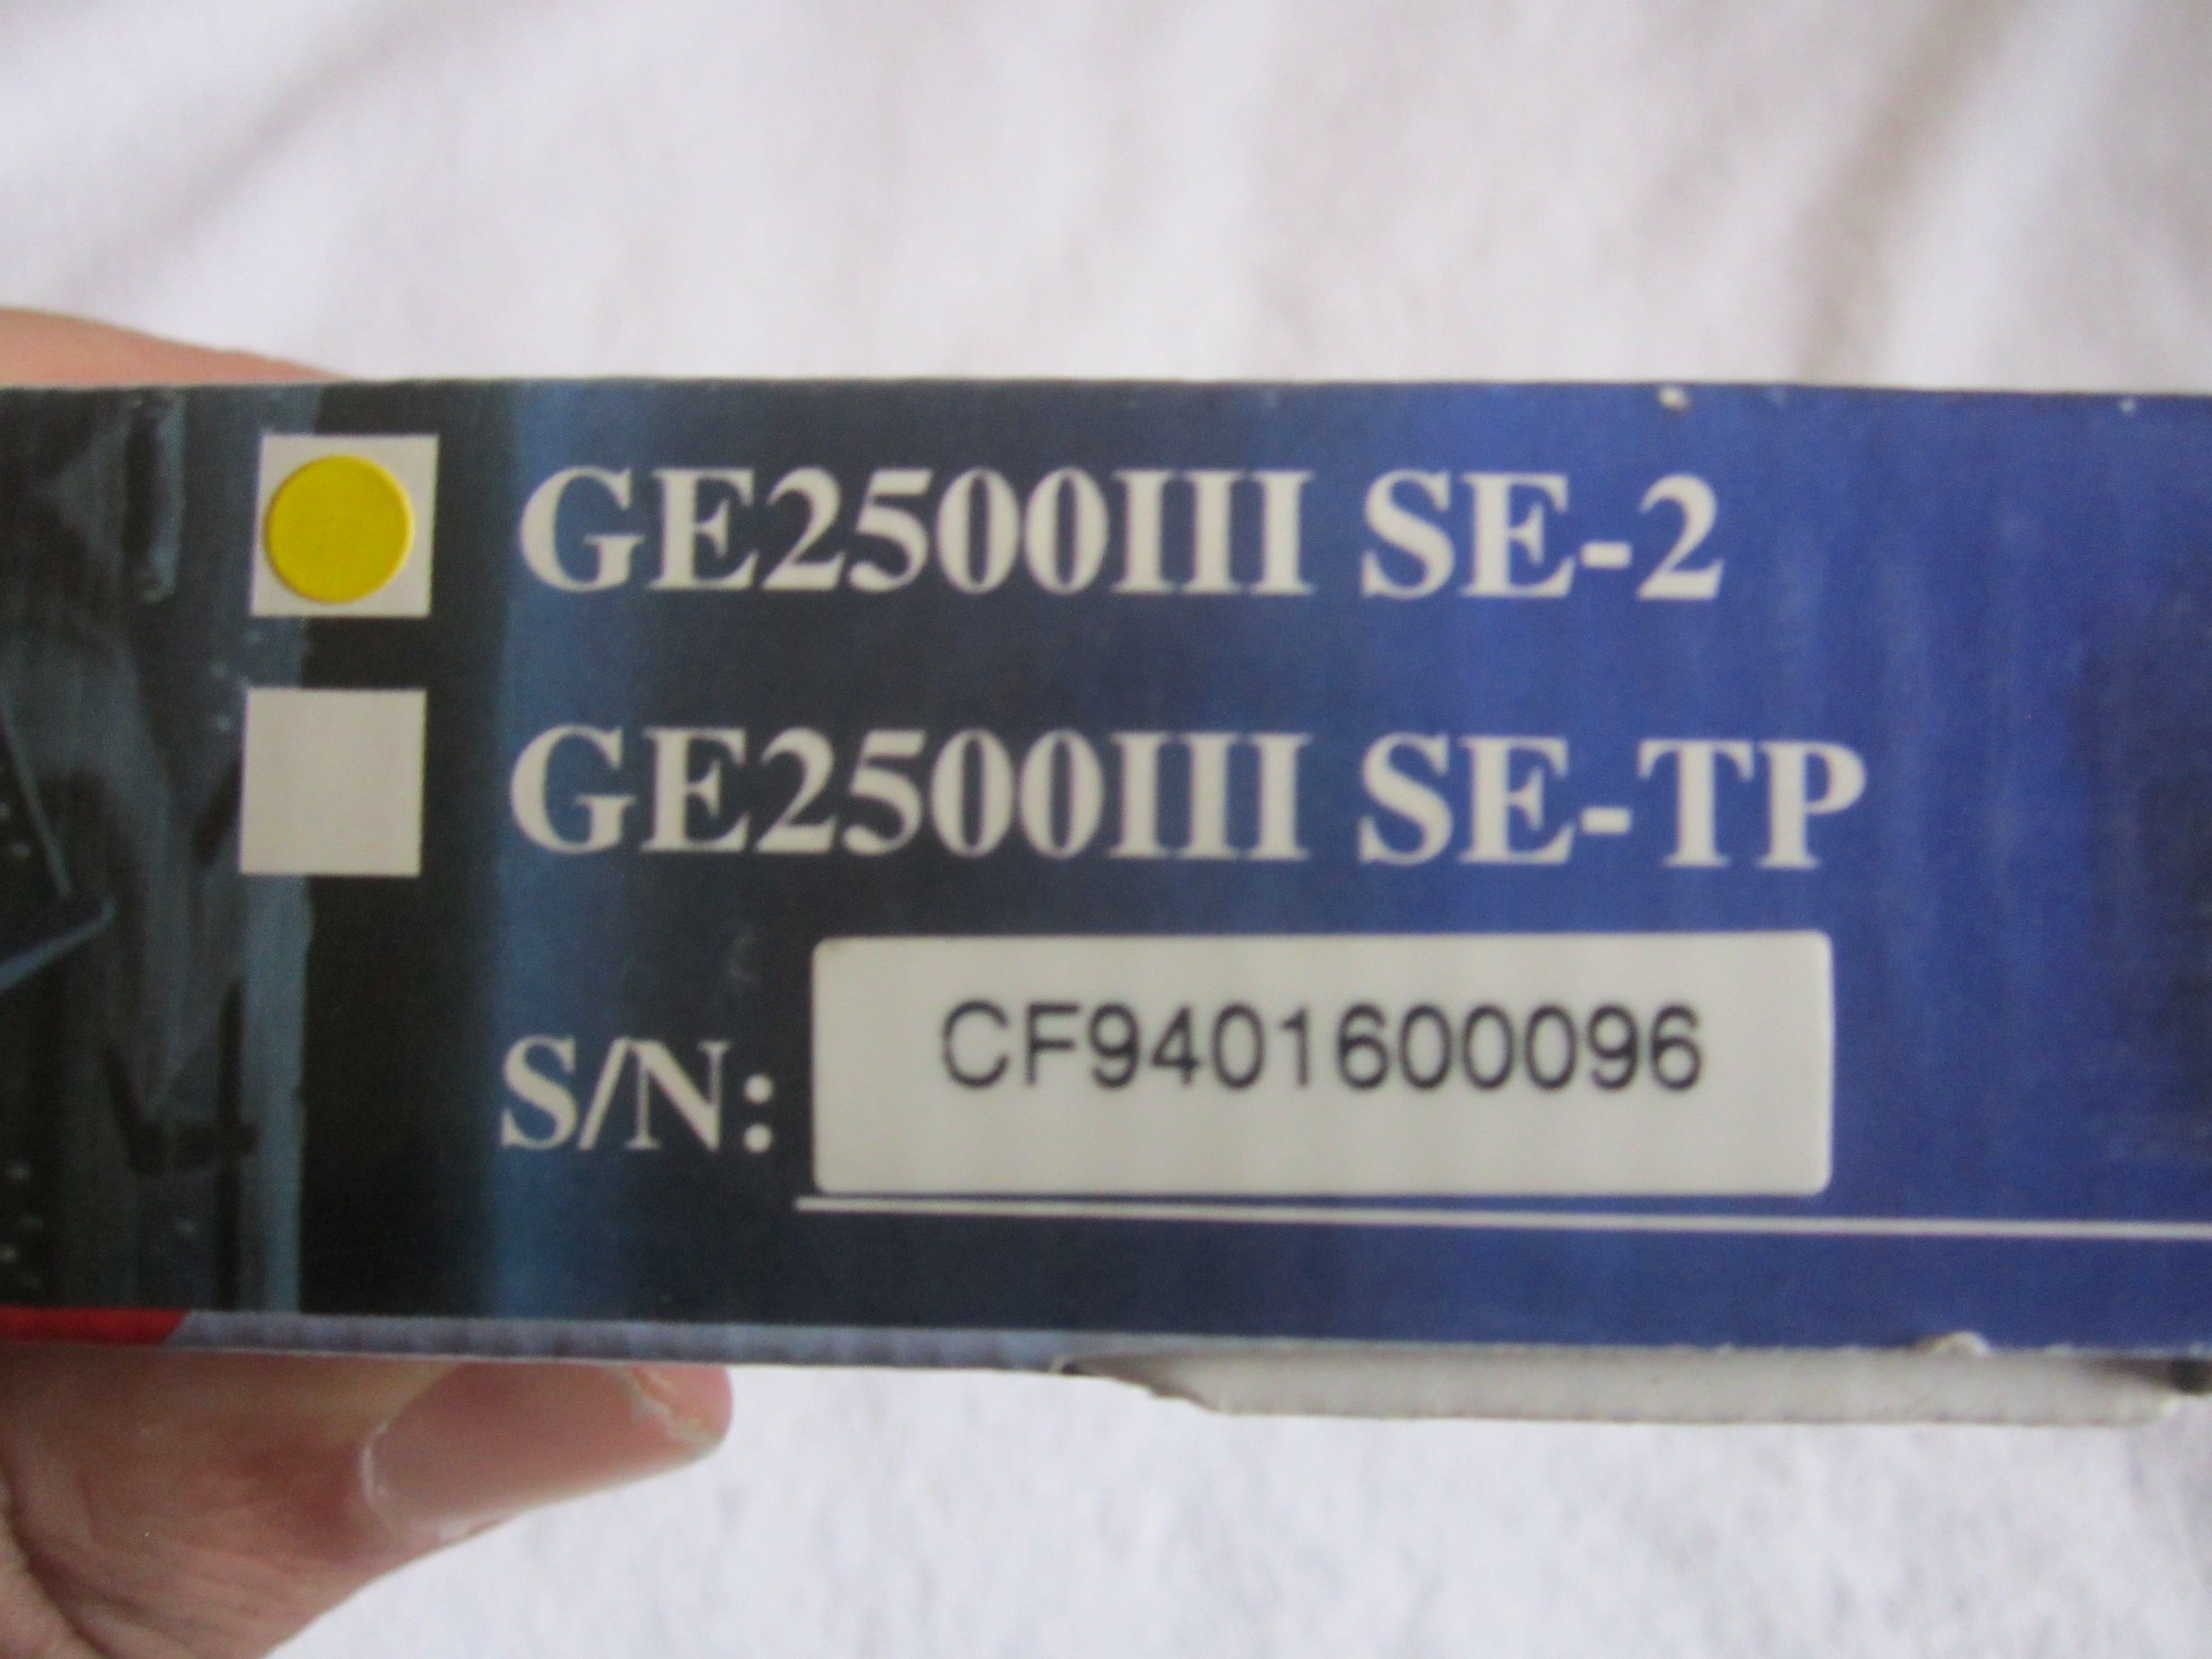 GE2500III SE-2
GE2500III SE-TP
S/N: CF9401600096